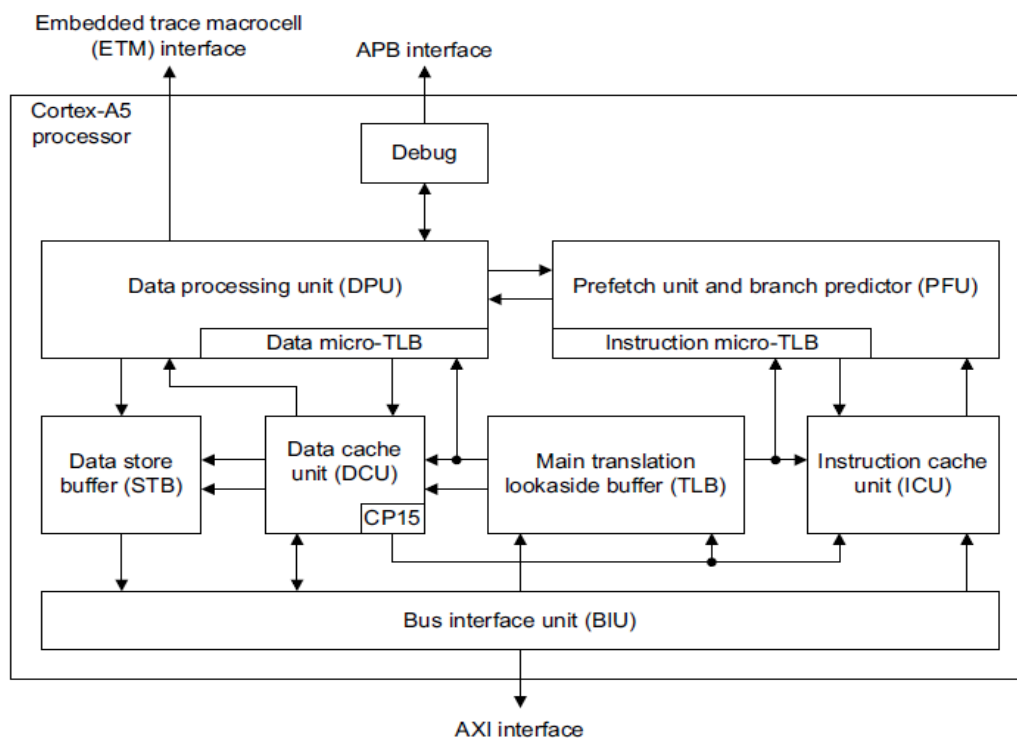 Embedded trace macrocell
(ETM) interface
APB interface
Cortex-A5
processor
Debug
Data processing unit (DPU)
Prefetch unit and branch predictor (PFU)
Data micro-TLB
Instruction micro-TLB
Data store
buffer (STB)
Data cache
unit (DCU)
CP15
Main translation
lookaside buffer (TLB)
Instruction cache
unit (ICU)
Bus interface unit (BIU)
AXI interface